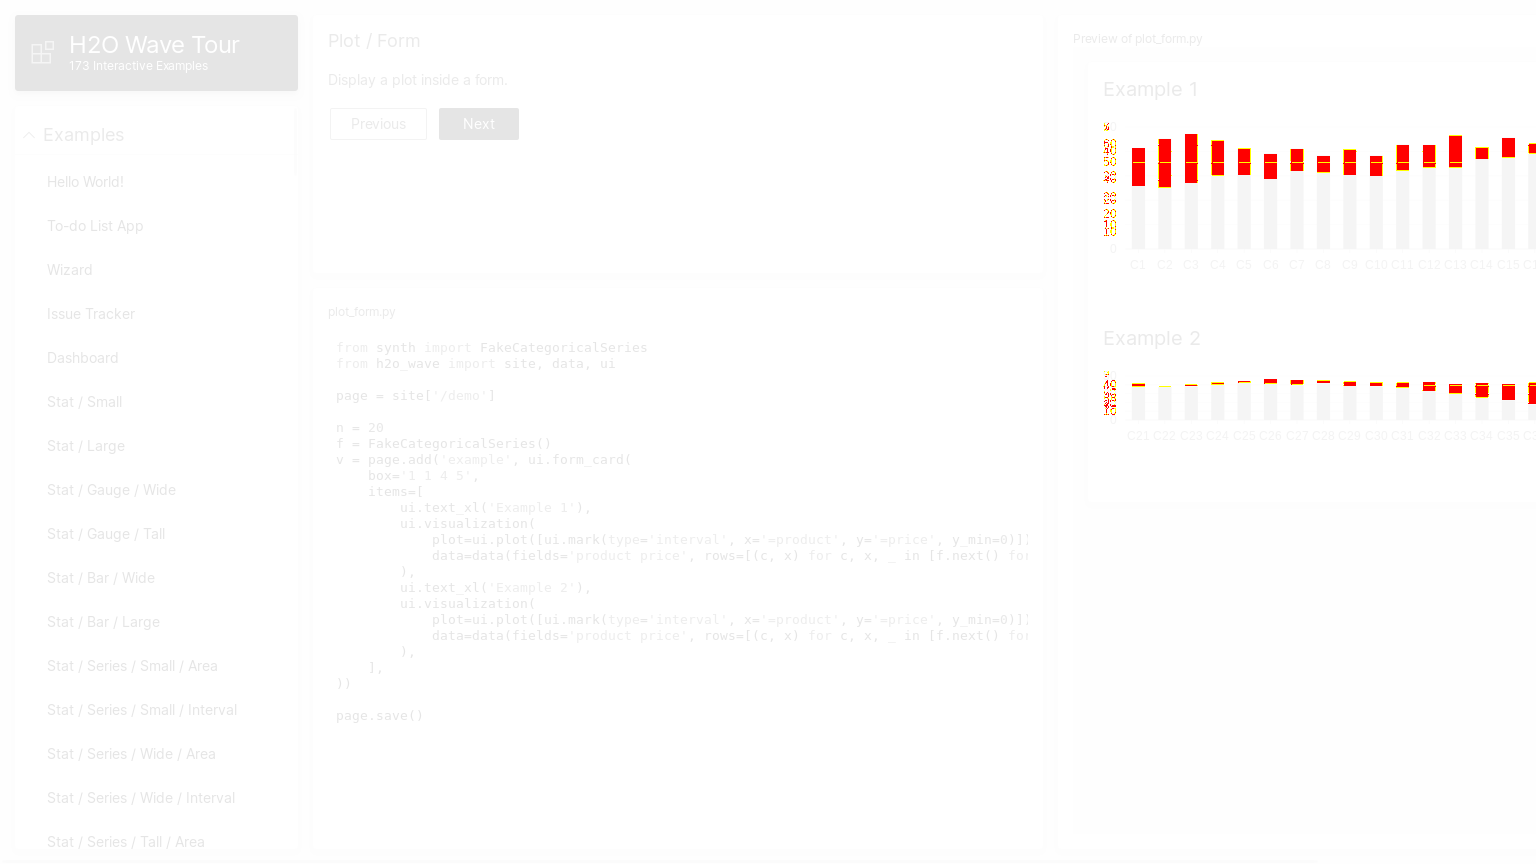 H2O Wave Tour
173 Interactive Examples
Examples
Hello World!
To-do List App
Wizard
Issue Tracker
Dashboard
Stat / Small
Stat / Large
Stat / Gauge / Wide
Stat / Gauge / Tall
Stat / Bar / Wide
Stat / Bar / Large
Stat / Series / Small / Area
Stat / Series / Small / Interval
Stat / Series / Wide / Area
Stat / Series / Wide / Interval
Stat / Series / Tall / Area
Plot / Form
Display a plot inside a form.
Previous Next
plot_form.py
from synth import FakeCategoricalSeries
from h2o_wave import site, data, ui
page = site['/demo']
n = 20
f = FakeCategoricalSeries()
v = page.add('example', ui.form_card(
    box='1 1 4 5',
    items=[
        ui.text_xl('Example 1'),
        ui.visualization(
            plot=ui.plot([ui.mark(type='interval', x='=product', y='=price', y_min=0)])
            data=data(fields='product price', rows=[(c, x) for c, x, _ in [f.next() for
        ),
        ui.text_xl('Example 2'),
        ui.visualization(
            plot=ui.plot([ui.mark(type='interval', x='=product', y='=price', y_min=0)])
            data=data(fields='product price', rows=[(c, x) for c, x, _ in [f.next() for
        ),
    ],
))
page.save()
Preview of plot_form.py
Example 1
0
C1 C2 C3 C4 C5 C6 C7 C8 C9 C10 C11 C12 C13 C14 C15
Example 2
0
C21 C22 C23 C24 C25 C26 C27 C28 C29 C30 C31 C32 C33 C34 C35